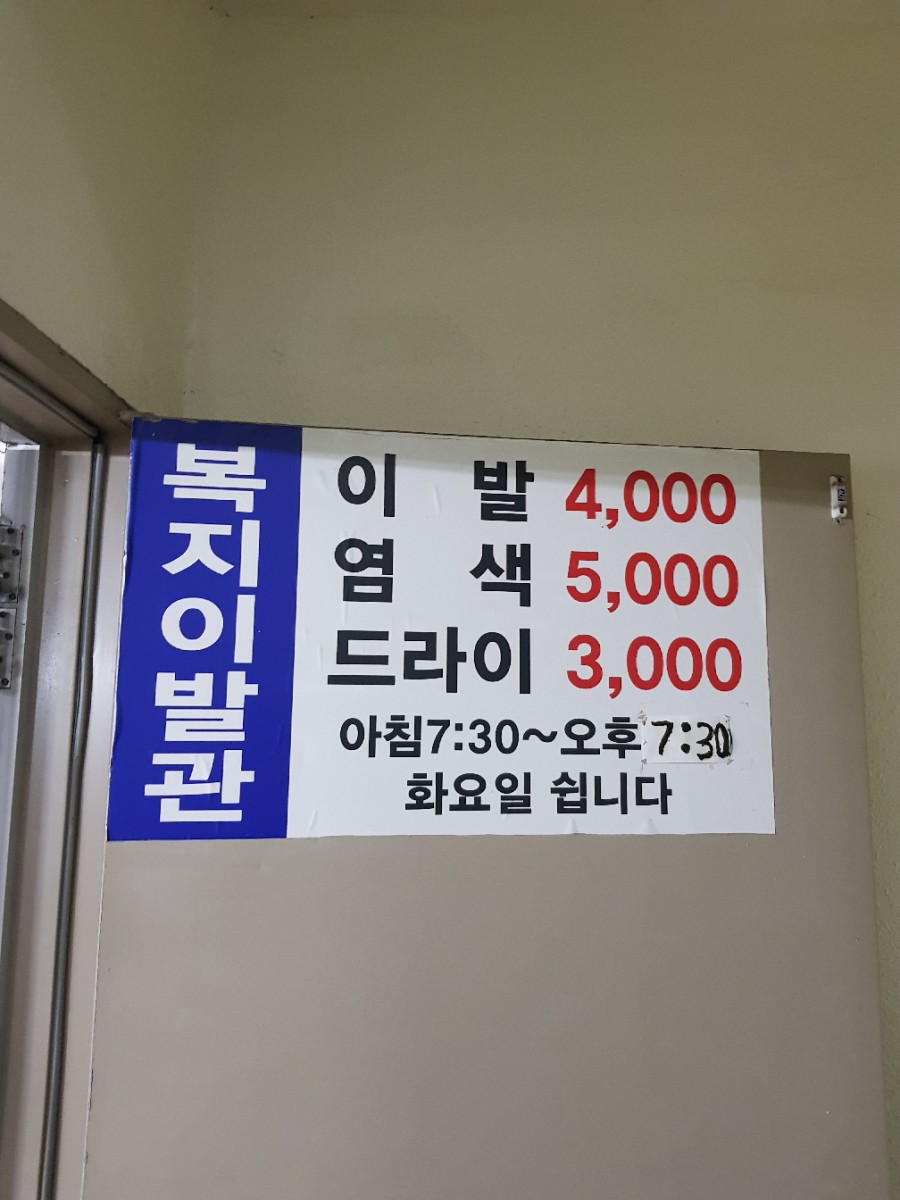 복지이발관
이 발 4,000
염 색 5,000
드라이 3,000
아침7:30~오후 7:30
화요일 쉽니다